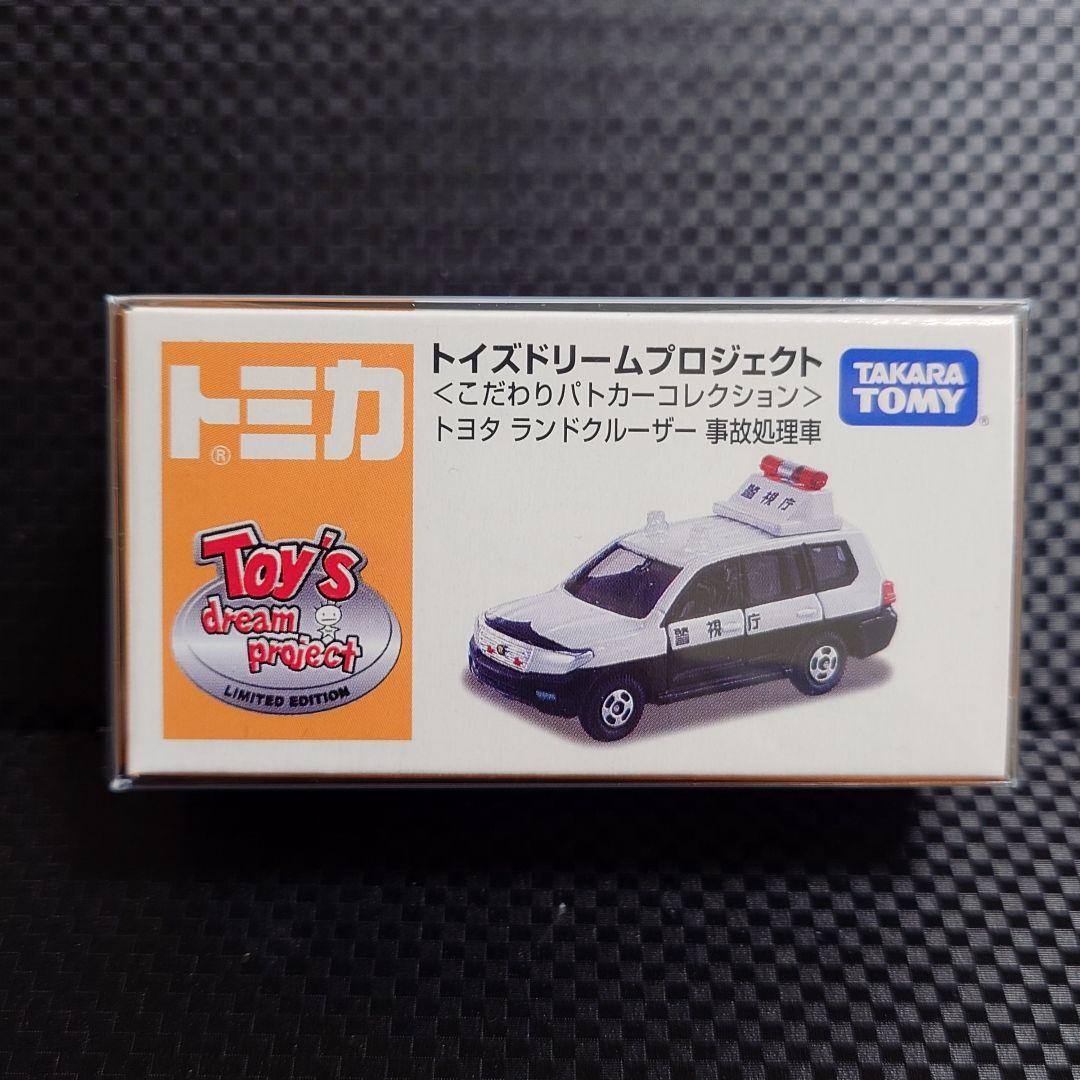 トミカ®
トイズドリームプロジェクト
<こだわりパトカーコレクション>
トヨタ ランドクルーザー 事故処理車
TAKARA
TOMY®
Toy's
dream
project
LIMITED EDITION
警視庁
警視庁